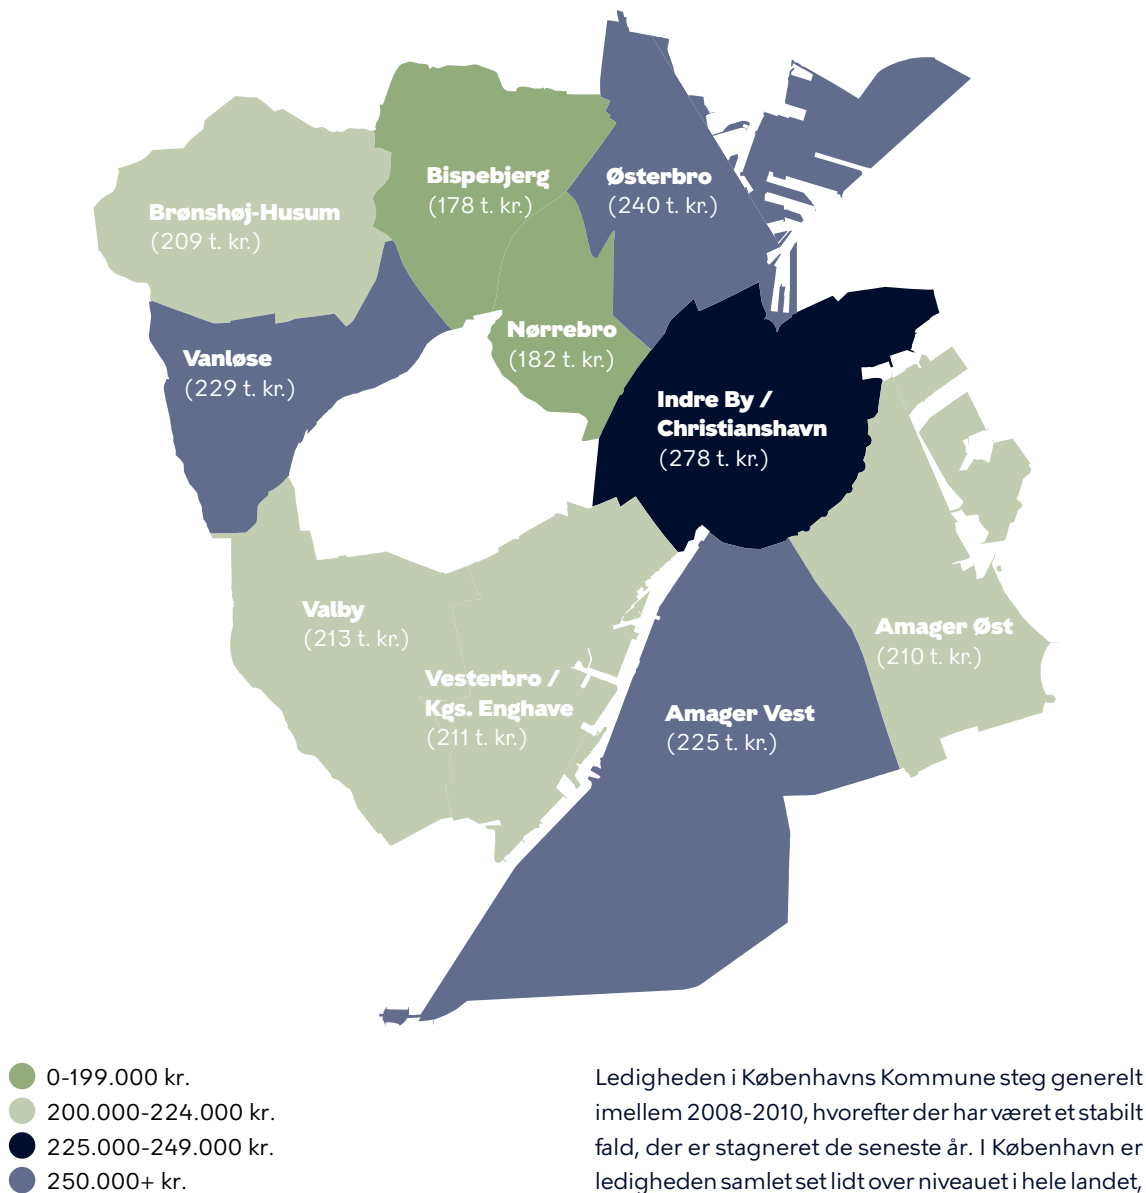 Bispebjerg
(178 t. kr.)
Østerbro
(240 t. kr.)
Brønshøj-Husum
(209 t. kr.)
Nørrebro
(182 t. kr.)
Vanløse
(229 t. kr.)
Indre By /
Christianshavn
(278 t. kr.)
Valby
(213 t. kr.)
Amager Øst
(210 t. kr.)
Vesterbro /
Kgs. Enghave
(211 t. kr.)
Amager Vest
(225 t. kr.)
0-199.000 kr.
200.000-224.000 kr.
225.000-249.000 kr.
250.000+ kr.
Ledigheden i Københavns Kommune steg generelt
imellem 2008-2010, hvorefter der har været et stabilt
fald, der er stagneret de seneste år. I København er
ledigheden samlet set lidt over niveauet i hele landet,